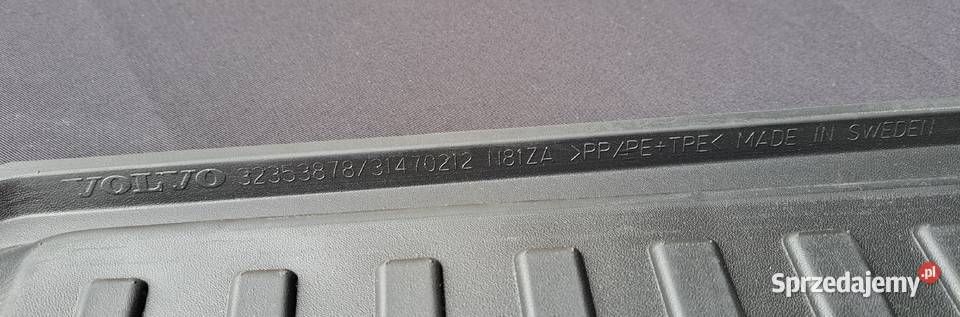 VOLVO 32353878/31470212 N81ZA >PP/PE+TPE< MADE IN SWEDEN
Sprzedajemy.pl